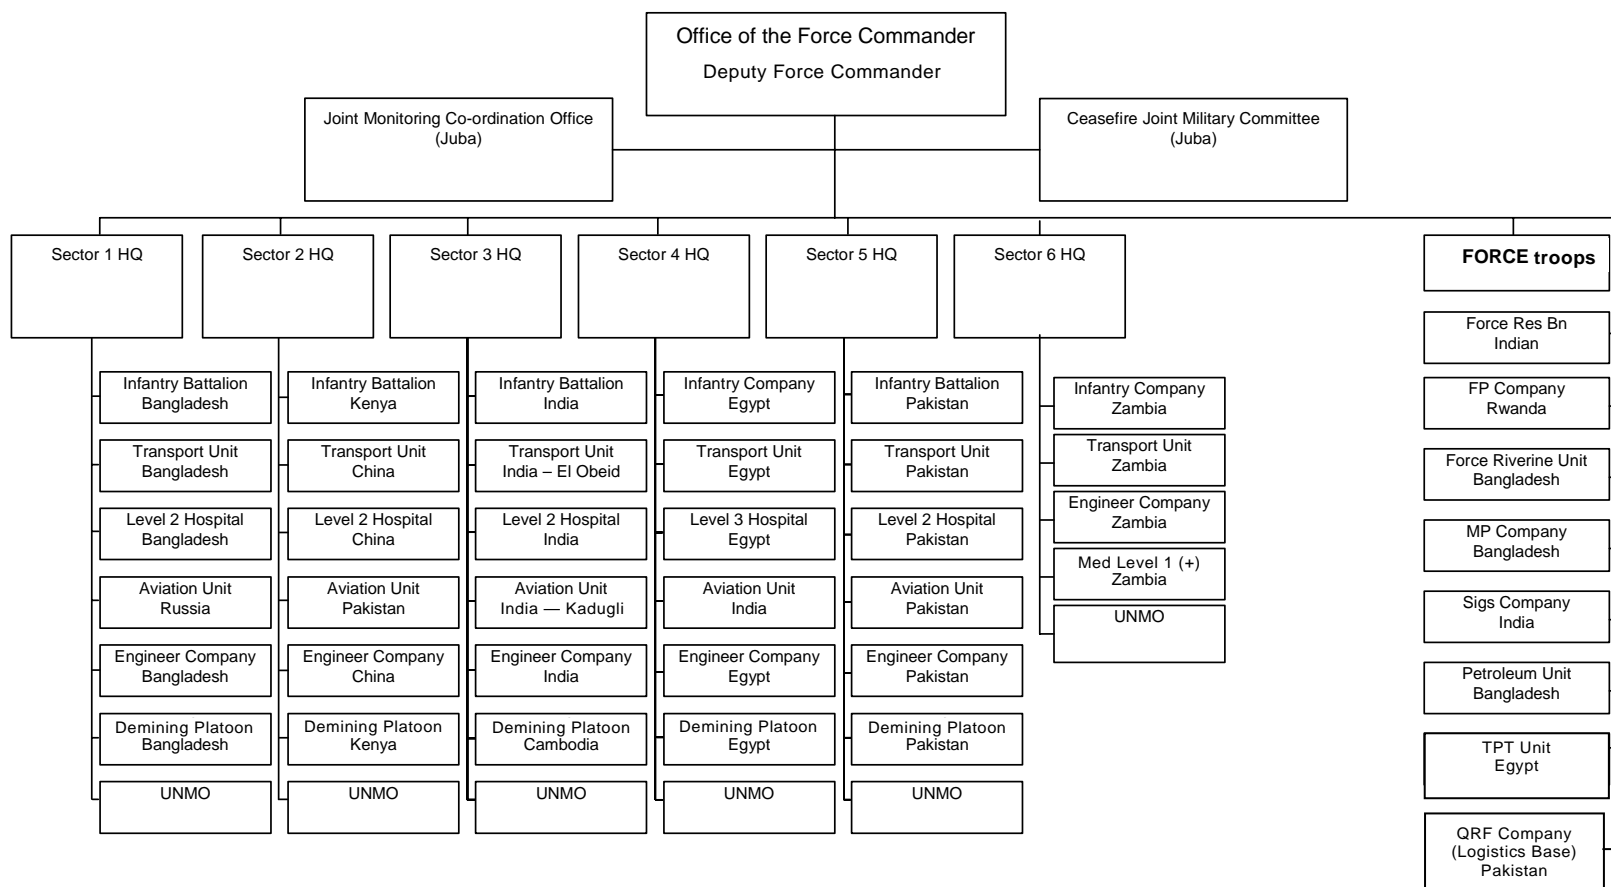 Office of the Force Commander
Deputy Force Commander
Joint Monitoring Co-ordination Office
(Juba)
Ceasefire Joint Military Committee
(Juba)
Sector 1 HQ
Sector 2 HQ
Sector 3 HQ
Sector 4 HQ
Sector 5 HQ
Sector 6 HQ
FORCE troops
Infantry Battalion
Bangladesh
Transport Unit
Bangladesh
Level 2 Hospital
Bangladesh
Aviation Unit
Russia
Engineer Company
Bangladesh
Demining Platoon
Bangladesh
UNMO
Infantry Battalion
Kenya
Transport Unit
China
Level 2 Hospital
China
Aviation Unit
Pakistan
Engineer Company
China
Demining Platoon
Kenya
UNMO
Infantry Battalion
India
Transport Unit
India – El Obeid
Level 2 Hospital
India
Aviation Unit
India — Kadugli
Engineer Company
India
Demining Platoon
Cambodia
UNMO
Infantry Company
Egypt
Transport Unit
Egypt
Level 3 Hospital
Egypt
Aviation Unit
India
Engineer Company
Egypt
Demining Platoon
Egypt
UNMO
Infantry Battalion
Pakistan
Transport Unit
Pakistan
Level 2 Hospital
Pakistan
Aviation Unit
Pakistan
Engineer Company
Pakistan
Demining Platoon
Pakistan
UNMO
Infantry Company
Zambia
Transport Unit
Zambia
Engineer Company
Zambia
Med Level 1 (+)
Zambia
UNMO
Force Res Bn
Indian
FP Company
Rwanda
Force Riverine Unit
Bangladesh
MP Company
Bangladesh
Sigs Company
India
Petroleum Unit
Bangladesh
TPT Unit
Egypt
QRF Company
(Logistics Base)
Pakistan